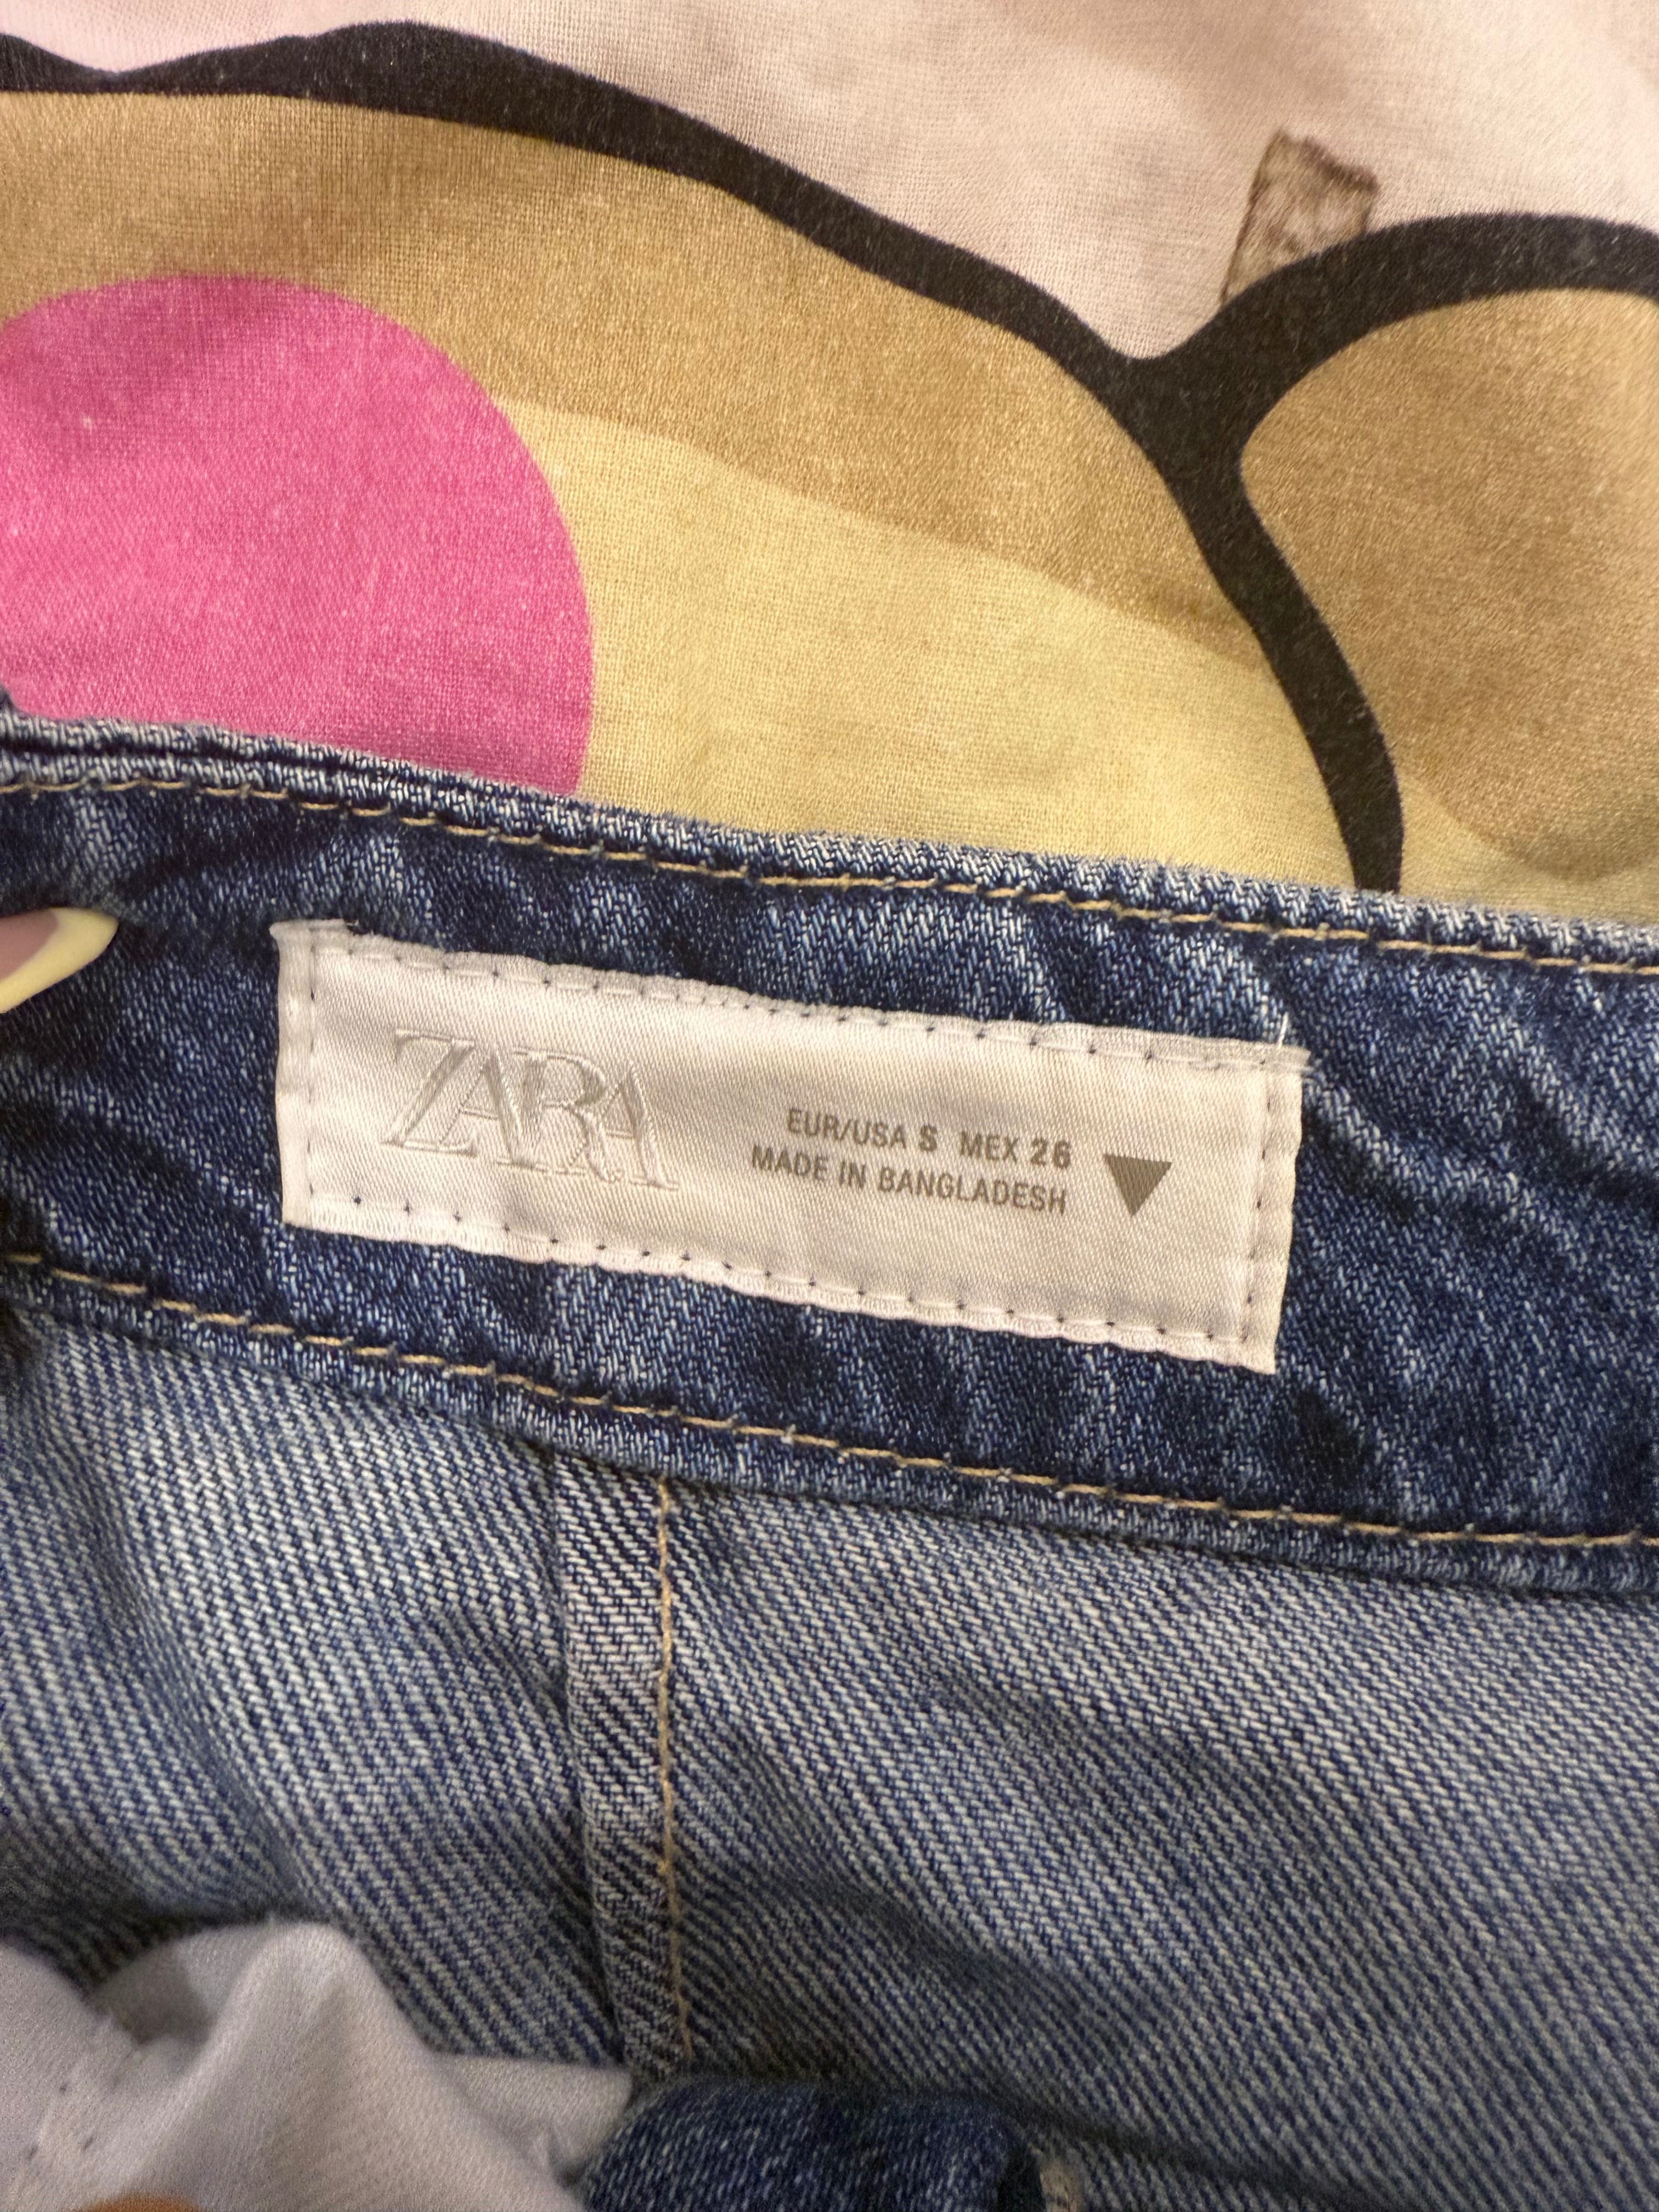 ZARA
EUR/USA S MEX 26
MADE IN BANGLADESH